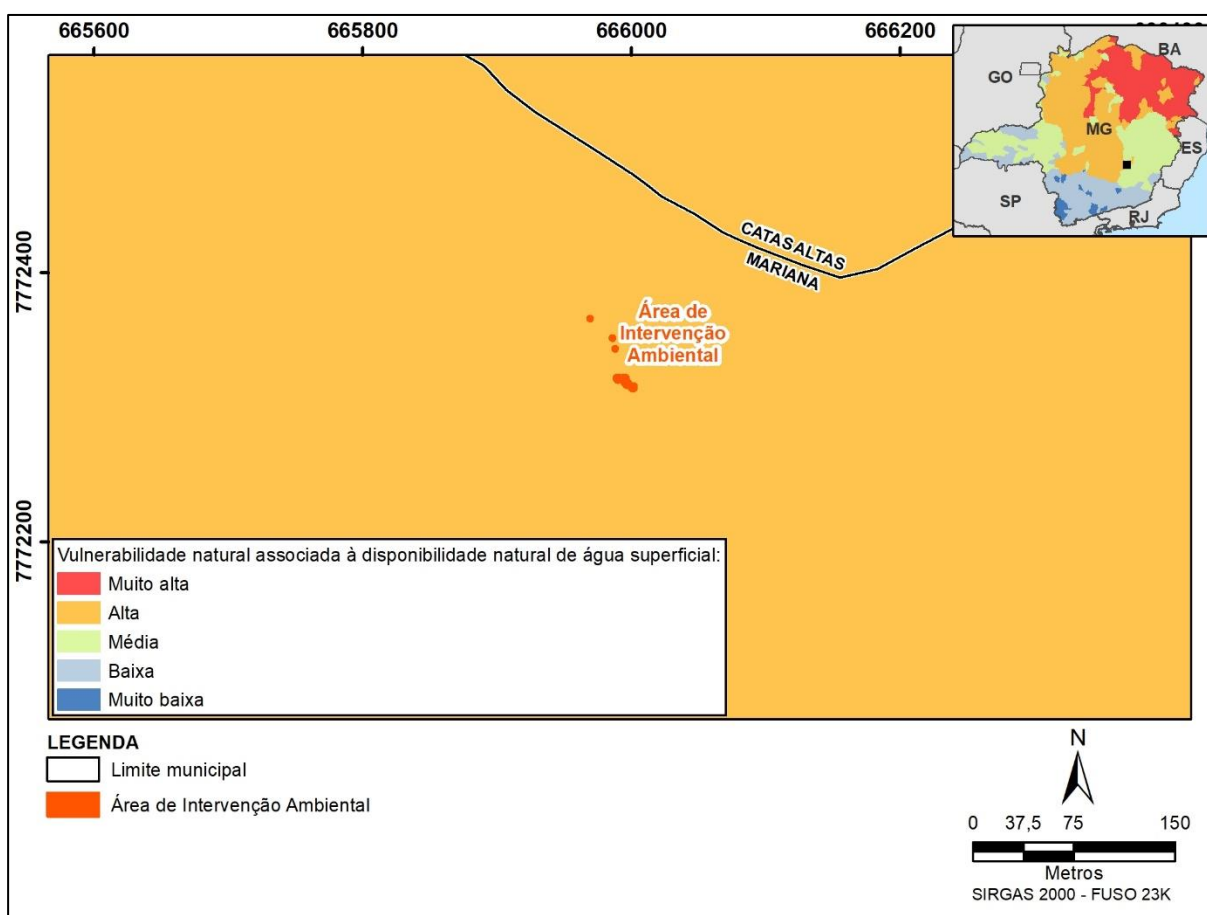 665600
665800
666000
666200
BA
GO
MG
ES
SP
RJ
CATAS ALTAS
MARIANA
7772400
Área de
Intervenção
Ambiental
7772200
Vulnerabilidade natural associada à disponibilidade natural de água superficial:
Muito alta
Alta
Média
Baixa
Muito baixa
LEGENDA
Limite municipal
Área de Intervenção Ambiental
N
0 37,5 75 150
Metros
SIRGAS 2000 - FUSO 23K